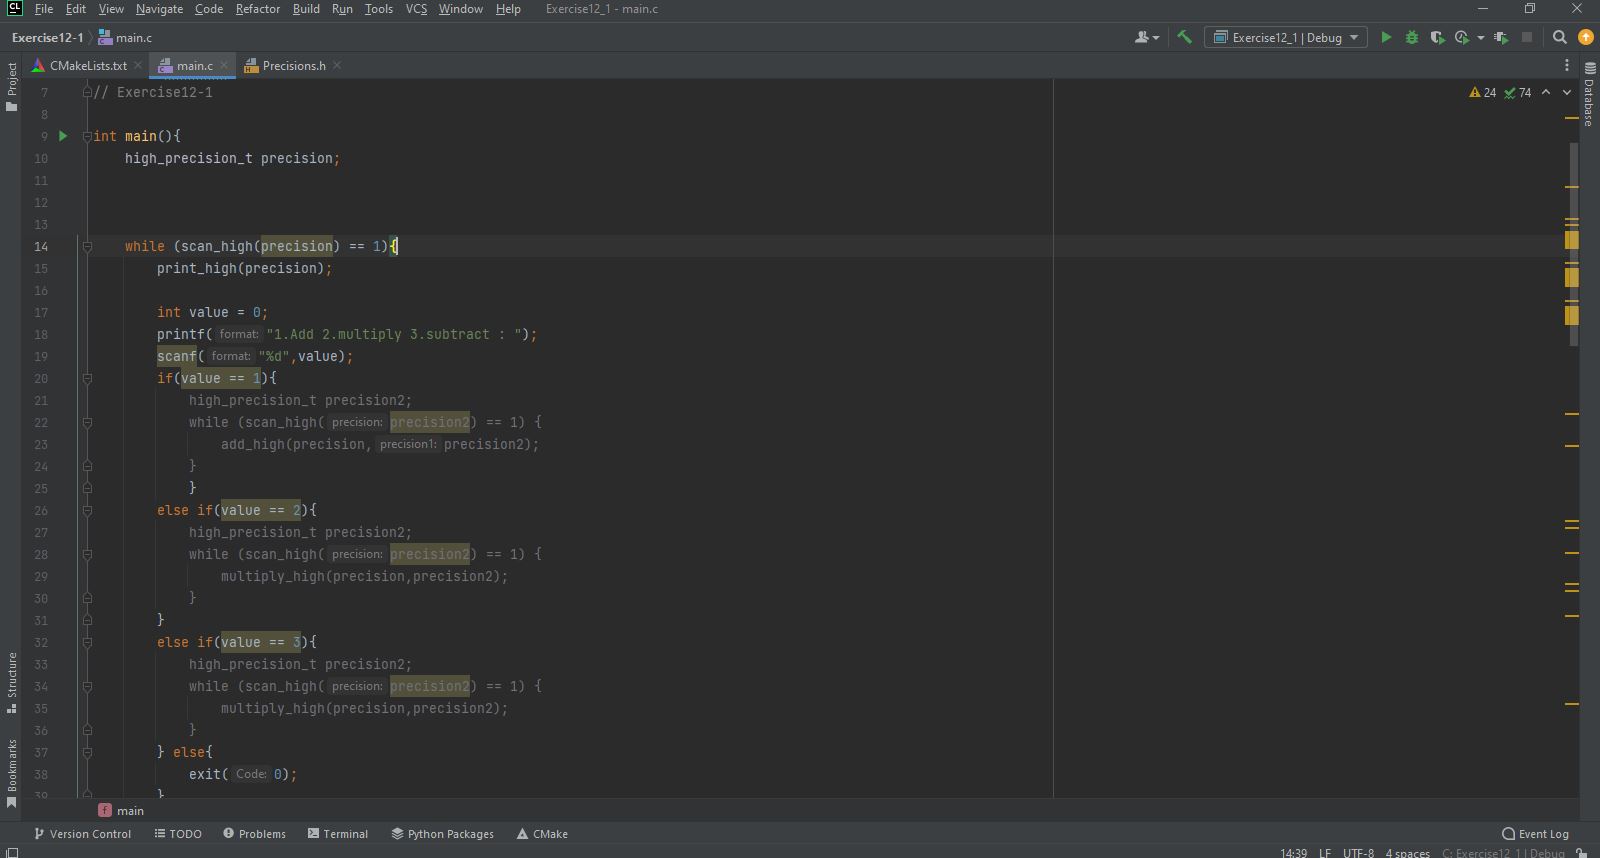 File Edit View Navigate Code Refactor Build Run Tools VCS Window Help Exercise12_1 - main.c
Exercise12-1 main.c Exercise12_1 | Debug
CMakeLists.txt main.c Precisions.h
Project
Database
Structure
Bookmarks
24 74
7 // Exercise12-1
8
9 int main(){
10 high_precision_t precision;
11
12
13
14 while (scan_high(precision) == 1){
15 print_high(precision);
16
17 int value = 0;
18 printf( format: "1.Add 2.multiply 3.subtract : ");
19 scanf( format: "%d",value);
20 if(value == 1){
21 high_precision_t precision2;
22 while (scan_high( precision: precision2) == 1) {
23 add_high(precision, precision1: precision2);
24 }
25 }
26 else if(value == 2){
27 high_precision_t precision2;
28 while (scan_high( precision: precision2) == 1) {
29 multiply_high(precision,precision2);
30 }
31 }
32 else if(value == 3){
33 high_precision_t precision2;
34 while (scan_high( precision: precision2) == 1) {
35 multiply_high(precision,precision2);
36 }
37 } else{
38 exit( Code: 0);
39 }
f main
Version Control TODO Problems Terminal Python Packages CMake Event Log
14:39 LF UTF-8 4 spaces C: Exercise12_1 | Debug